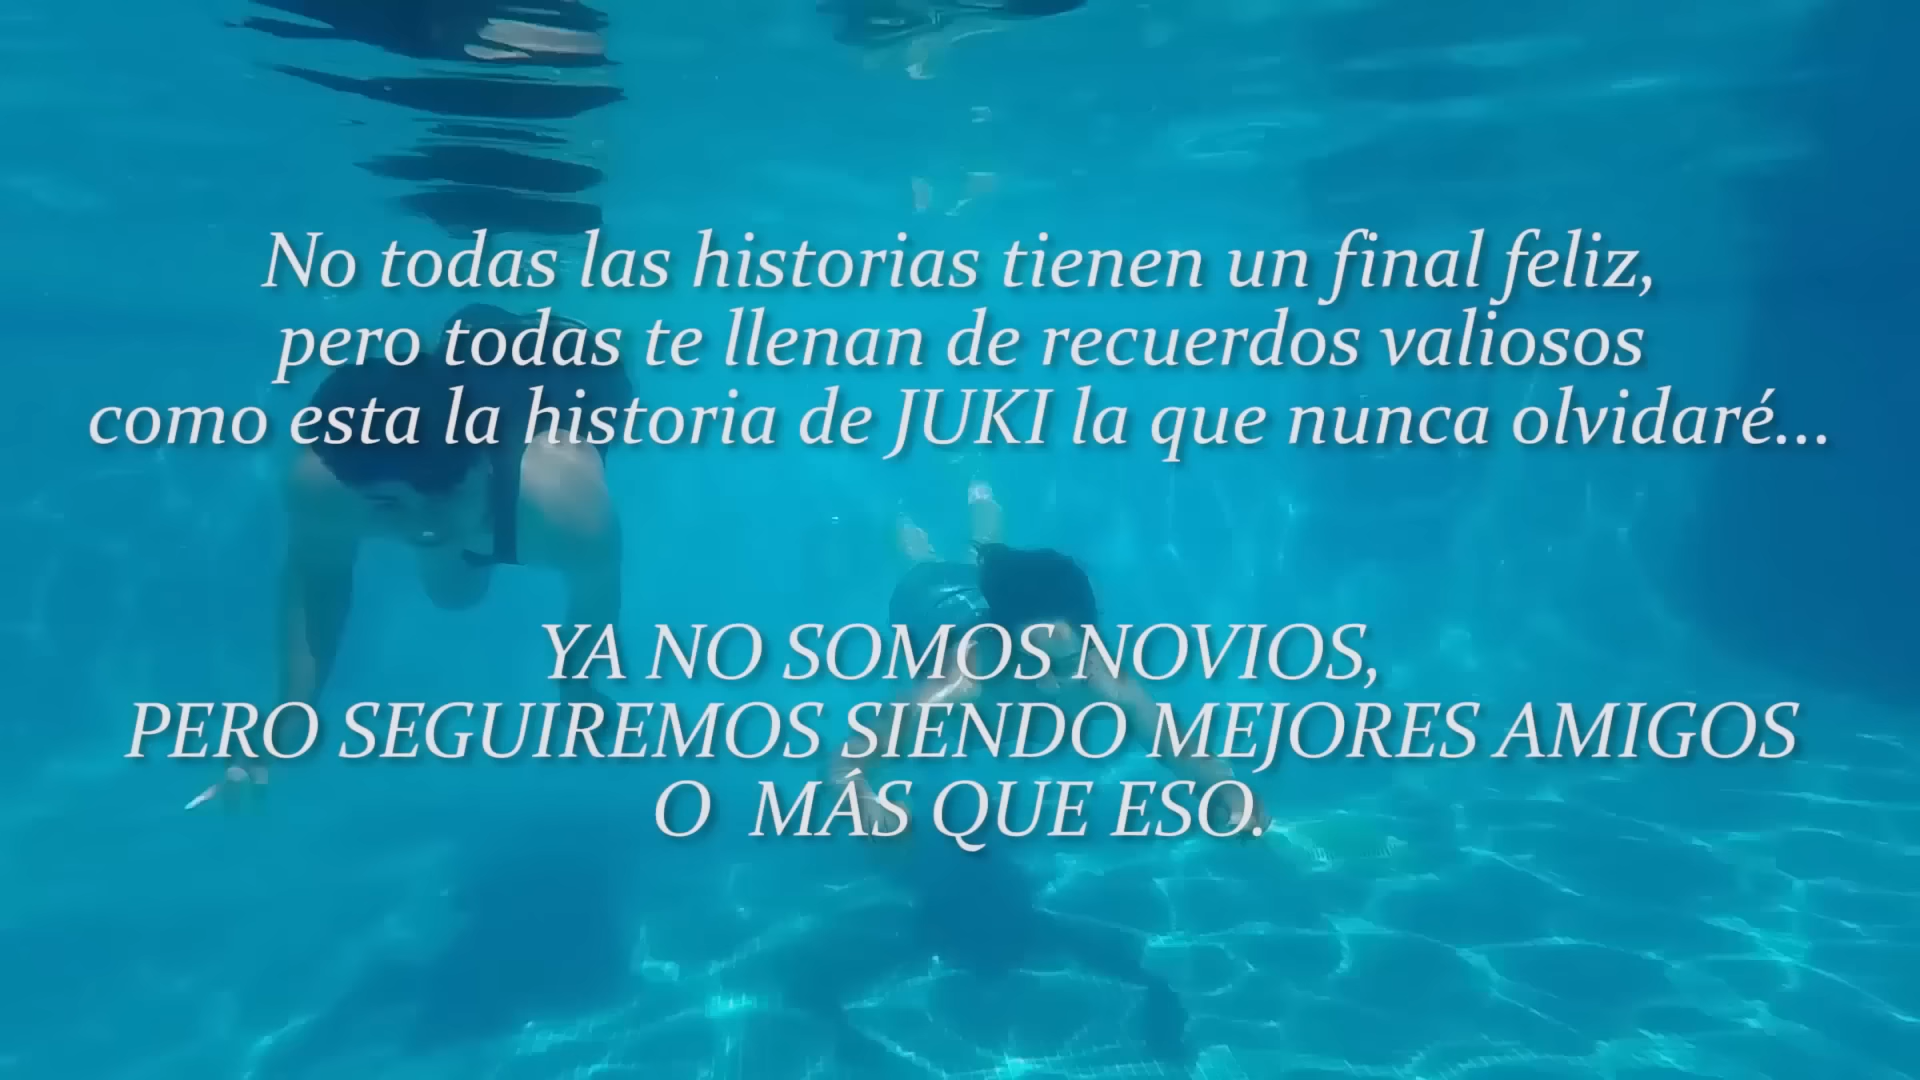 No todas las historias tienen un final feliz,
pero todas te llenan de recuerdos valiosos
como esta la historia de JUKI la que nunca olvidaré...
YA NO SOMOS NOVIOS,
PERO SEGUIREMOS SIENDO MEJORES AMIGOS
O MÁS QUE ESO.